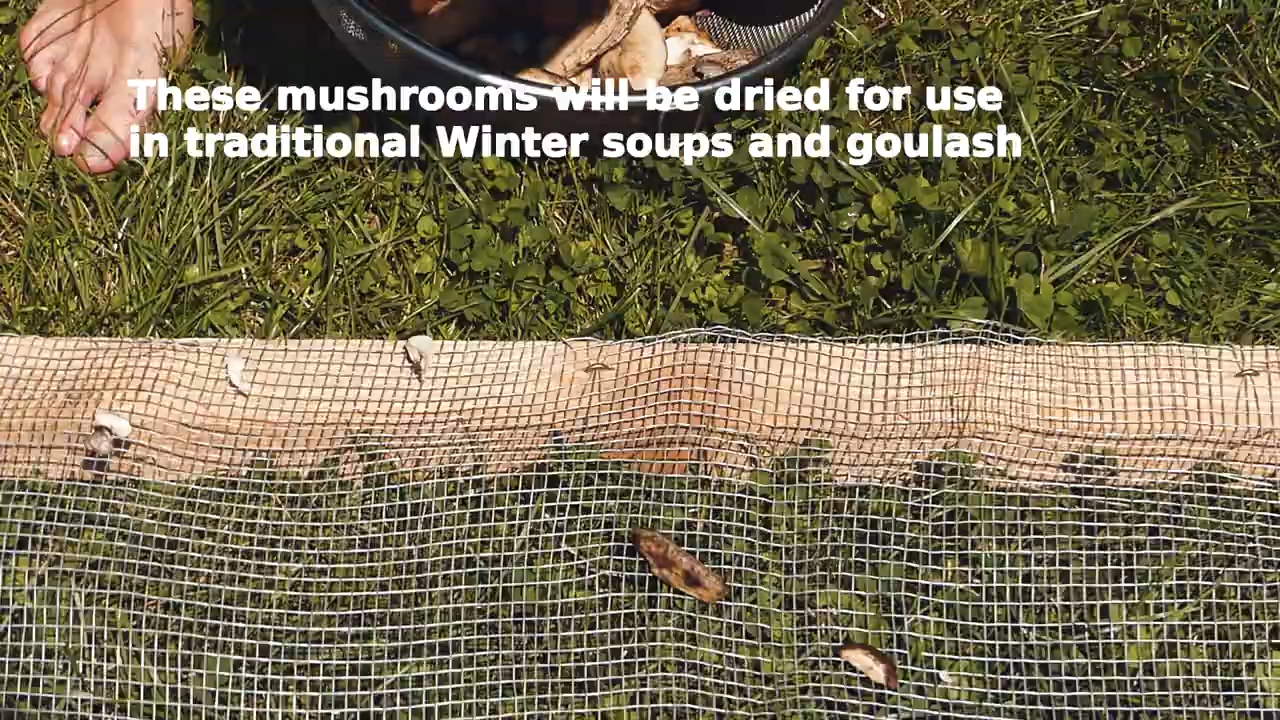 These mushrooms will be dried for use
in traditional Winter soups and goulash